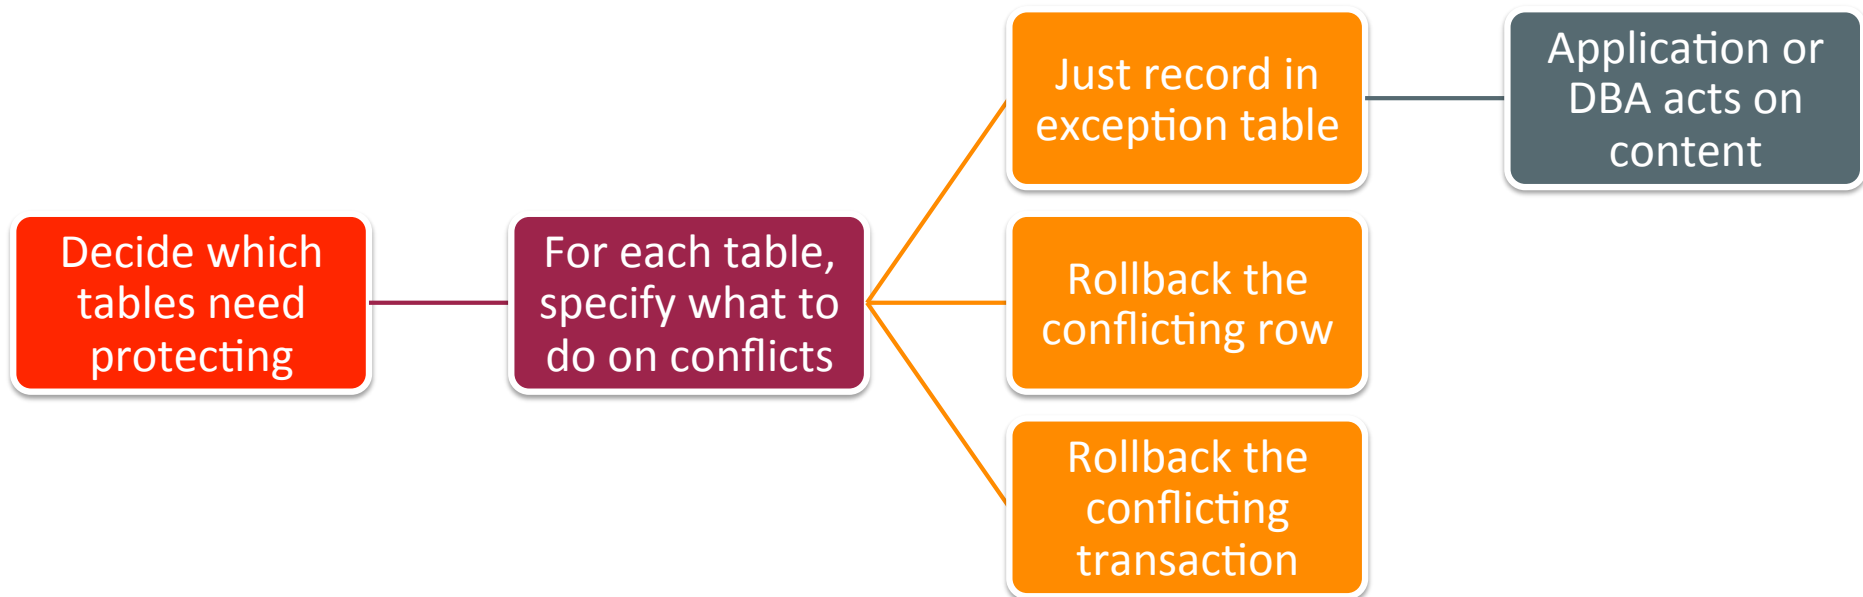 Decide which
tables need
protecting
For each table,
specify what to
do on conflicts
Just record in
exception table
Application or
DBA acts on
content
Rollback the
conflicting row
Rollback the
conflicting
transaction